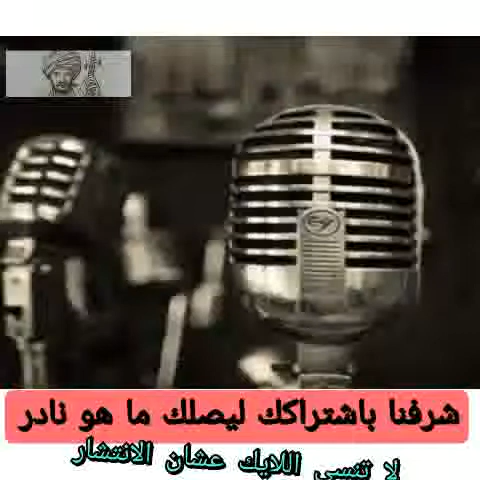 شرفنا باشتراكك ليصلك ما هو نادر
لا تنسى اللايك عشان الانتشار